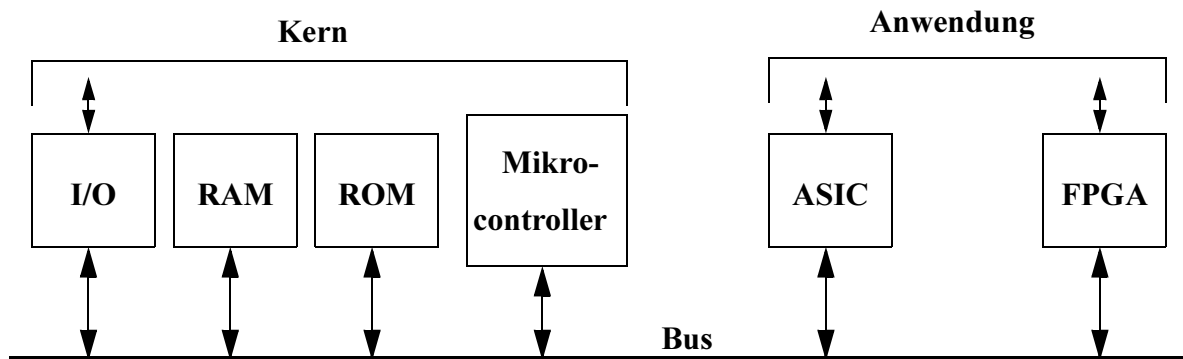 Kern
Anwendung
I/O
RAM
ROM
Mikro-
controller
ASIC
FPGA
Bus